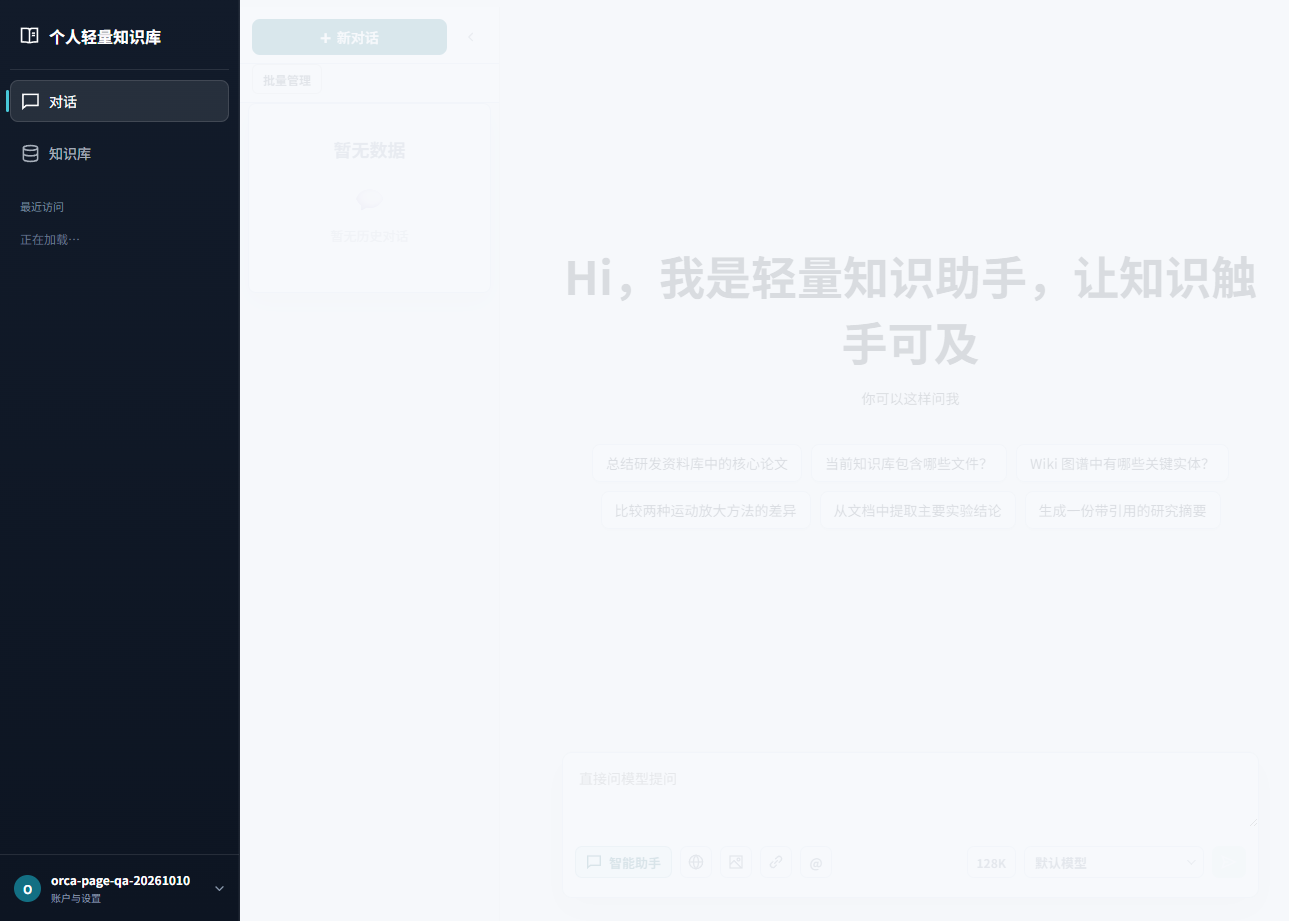 个人轻量知识库
对话
知识库
最近访问
正在加载…
O
orca-page-qa-20261010
账户与设置
+ 新对话
批量管理
暂无数据
暂无历史对话
Hi，我是轻量知识助手，让知识触
手可及
你可以这样问我
总结研发资料库中的核心论文
当前知识库包含哪些文件？
Wiki 图谱中有哪些关键实体？
比较两种运动放大方法的差异
从文档中提取主要实验结论
生成一份带引用的研究摘要
直接问模型提问
智能助手
@
128K
默认模型